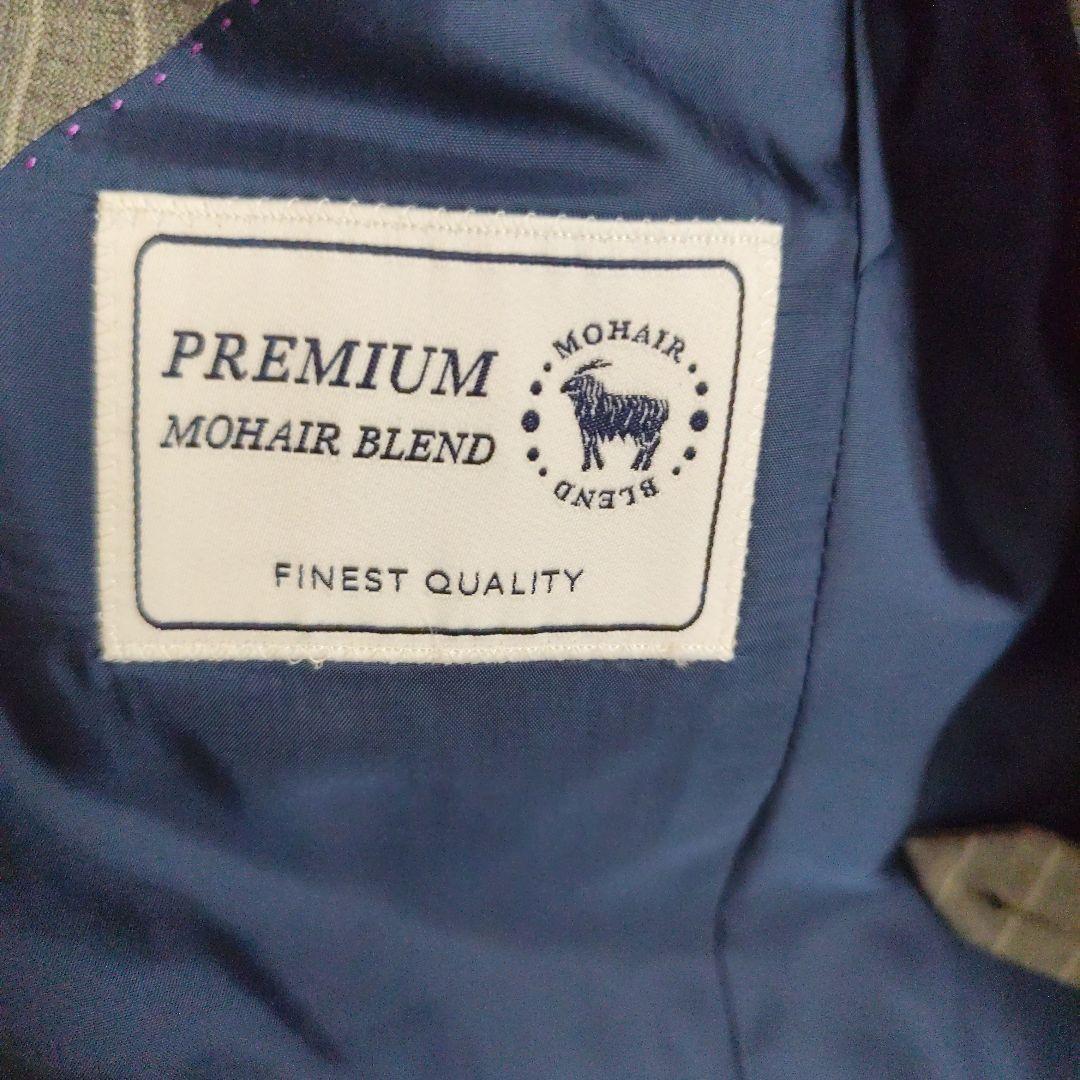 PREMIUM
MOHAIR BLEND
FINEST QUALITY
MOHAIR
BLEND